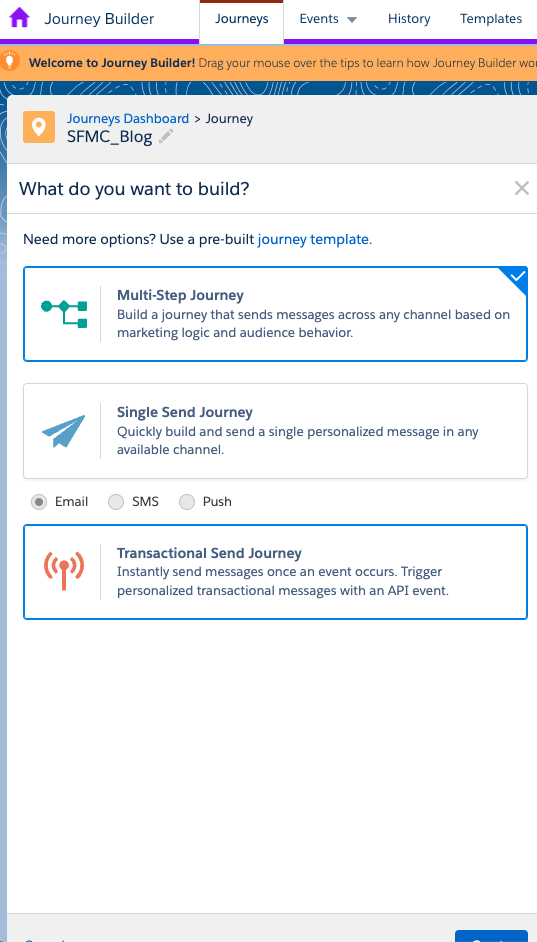 Journey Builder
Journeys
Events
History
Templates
Welcome to Journey Builder! Drag your mouse over the tips to learn how Journey Builder
Journeys Dashboard > Journey
SFMC_Blog
What do you want to build?
Need more options? Use a pre-built journey template.
Multi-Step Journey
Build a journey that sends messages across any channel based on
marketing logic and audience behavior.
Single Send Journey
Quickly build and send a single personalized message in any
available channel.
Email
SMS
Push
Transactional Send Journey
Instantly send messages once an event occurs. Trigger
personalized transactional messages with an API event.